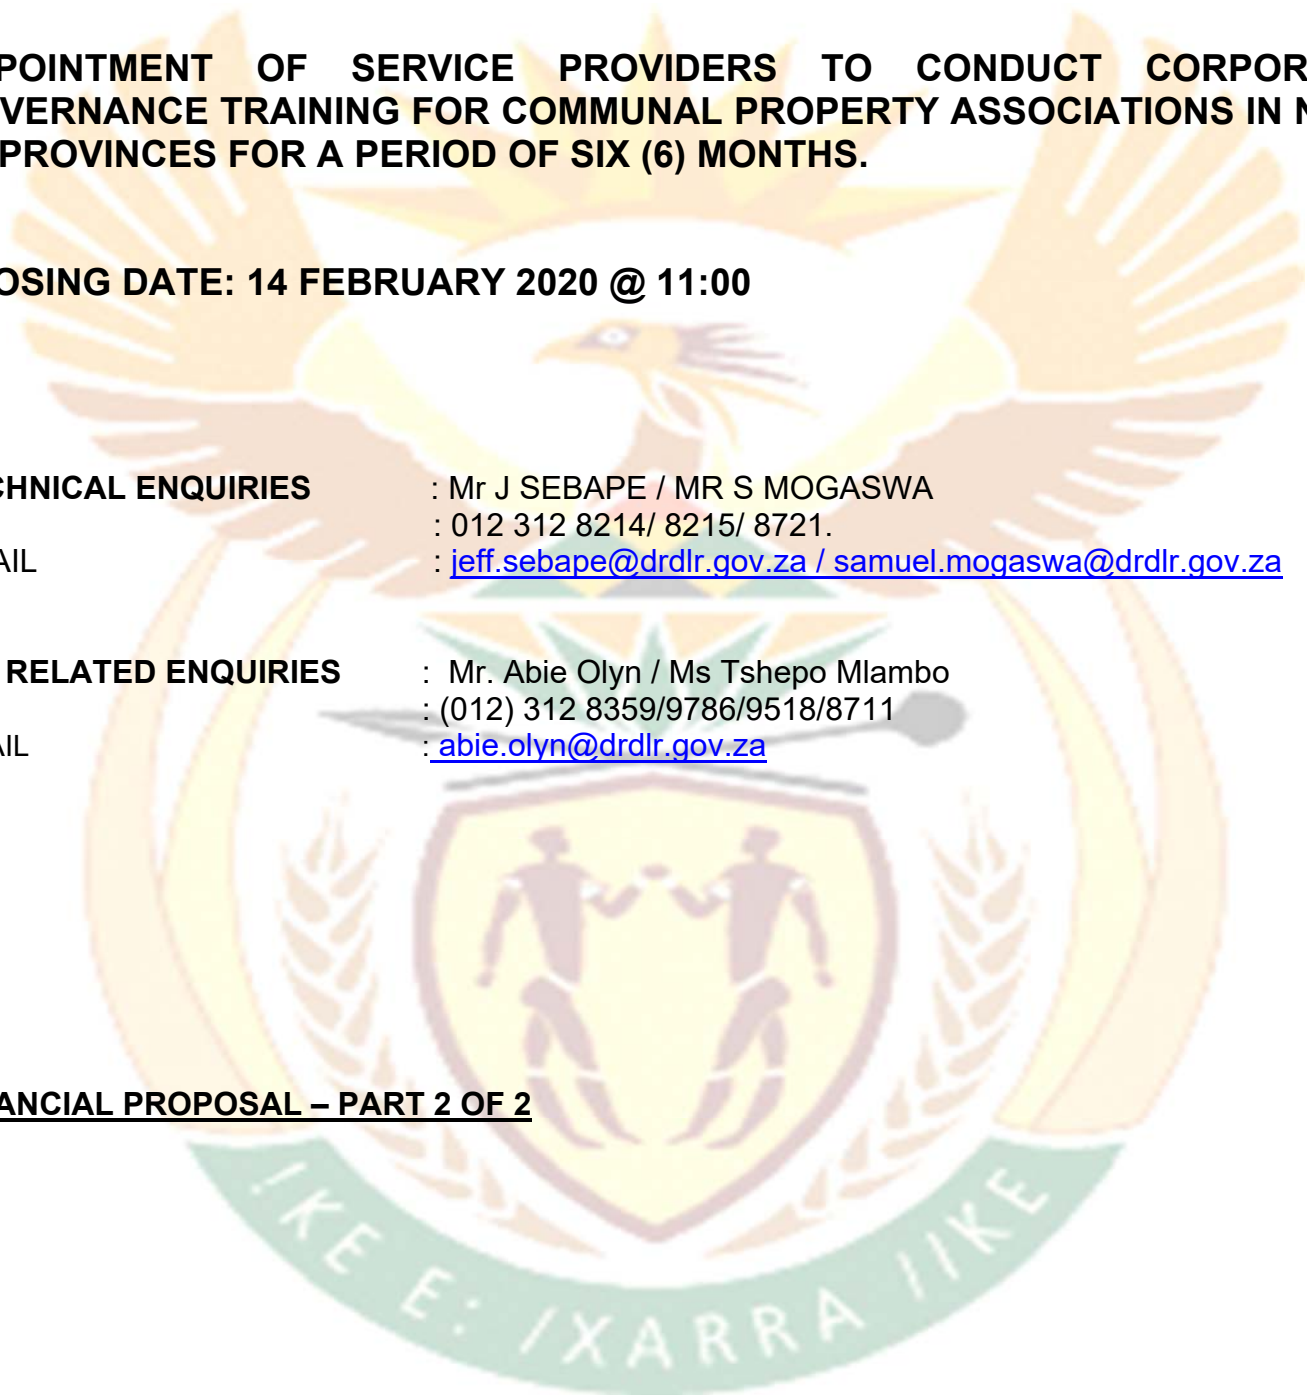 POINTMENT OF SERVICE PROVIDERS TO CONDUCT CORPOR
VERNANCE TRAINING FOR COMMUNAL PROPERTY ASSOCIATIONS IN N
PROVINCES FOR A PERIOD OF SIX (6) MONTHS.
OSING DATE: 14 FEBRUARY 2020 @ 11:00
CHNICAL ENQUIRIES : Mr J SEBAPE / MR S MOGASWA
: 012 312 8214/ 8215/ 8721.
AIL : jeff.sebape@drdlr.gov.za / samuel.mogaswa@drdlr.gov.za
RELATED ENQUIRIES : Mr. Abie Olyn / Ms Tshepo Mlambo
: (012) 312 8359/9786/9518/8711
AIL : abie.olyn@drdlr.gov.za
ANCIAL PROPOSAL – PART 2 OF 2
!KE E: /XARRA //KE